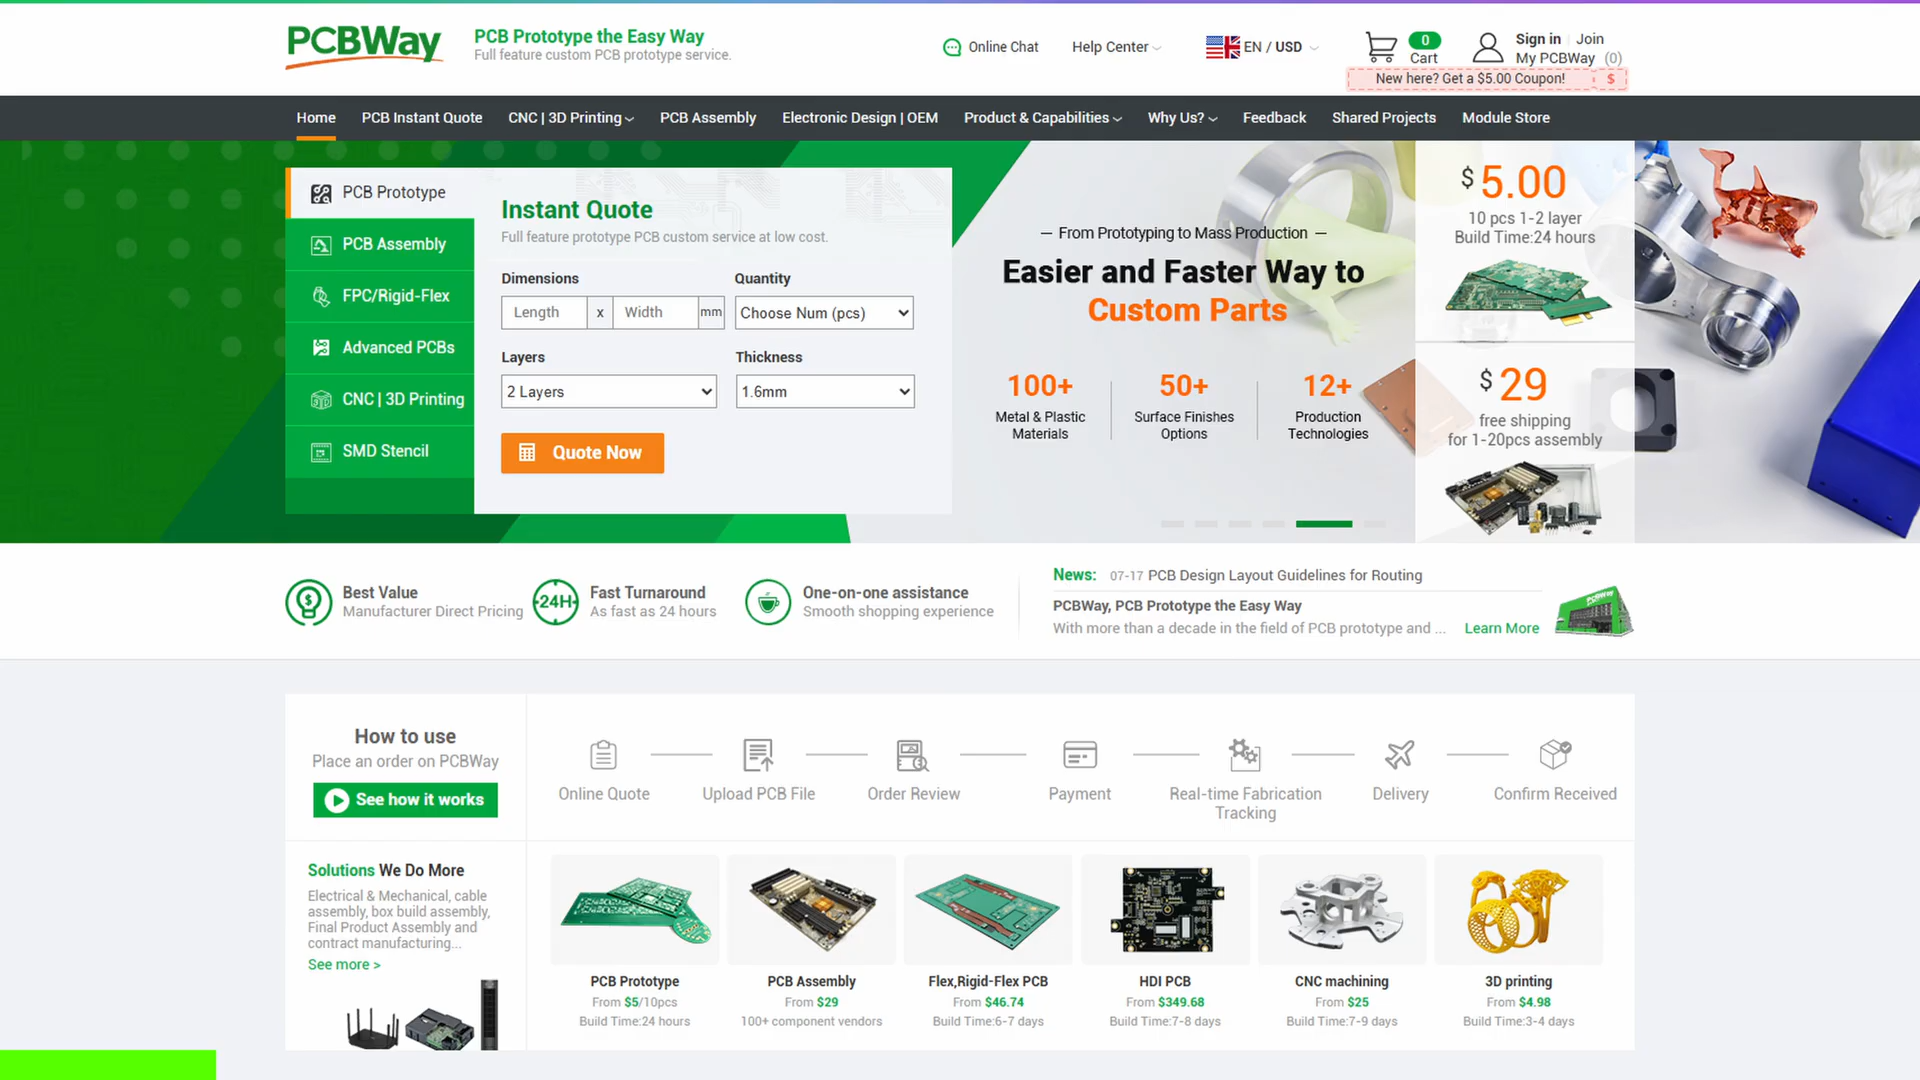 PCBWay
PCB Prototype the Easy Way
Full feature custom PCB prototype service.
Online Chat
Help Center
EN / USD
0
Cart
Sign in
Join
My PCBWay (0)
New here? Get a $5.00 Coupon!
$
Home
PCB Instant Quote
CNC | 3D Printing
PCB Assembly
Electronic Design | OEM
Product & Capabilities
Why Us?
Feedback
Shared Projects
Module Store
PCB Prototype
PCB Assembly
FPC/Rigid-Flex
Advanced PCBs
CNC | 3D Printing
SMD Stencil
Instant Quote
Full feature prototype PCB custom service at low cost.
Dimensions
Quantity
Length
x
Width
mm
Choose Num (pcs)
Layers
Thickness
2 Layers
1.6mm
Quote Now
— From Prototyping to Mass Production —
Easier and Faster Way to
Custom Parts
100+
Metal & Plastic
Materials
50+
Surface Finishes
Options
12+
Production
Technologies
$5.00
10 pcs 1-2 layer
Build Time:24 hours
$29
free shipping
for 1-20pcs assembly
Best Value
Manufacturer Direct Pricing
24H
Fast Turnaround
As fast as 24 hours
One-on-one assistance
Smooth shopping experience
News:
07-17 PCB Design Layout Guidelines for Routing
PCBWay, PCB Prototype the Easy Way
With more than a decade in the field of PCB prototype and ...
Learn More
PCBWay
How to use
Place an order on PCBWay
See how it works
Online Quote
Upload PCB File
Order Review
Payment
Real-time Fabrication
Tracking
Delivery
Confirm Received
Solutions We Do More
Electrical & Mechanical, cable
assembly, box build assembly,
Final Product Assembly and
contract manufacturing...
See more >
PCB Prototype
From $5/10pcs
Build Time:24 hours
PCB Assembly
From $29
100+ component vendors
Flex,Rigid-Flex PCB
From $46.74
Build Time:6-7 days
HDI PCB
From $349.68
Build Time:7-8 days
CNC machining
From $25
Build Time:7-9 days
3D printing
From $4.98
Build Time:3-4 days